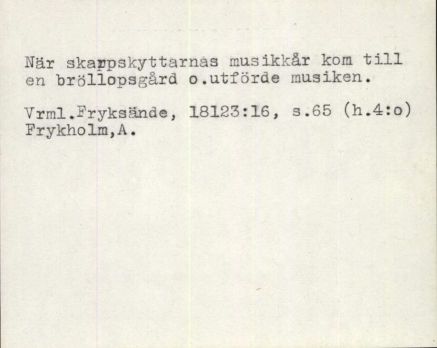 När skarpskyttarnas musikkår kom till
en bröllopsgård o.utförde musiken.
Vrml.Fryksände, 18123:16, s.65 (h.4:o)
Frykholm,A.